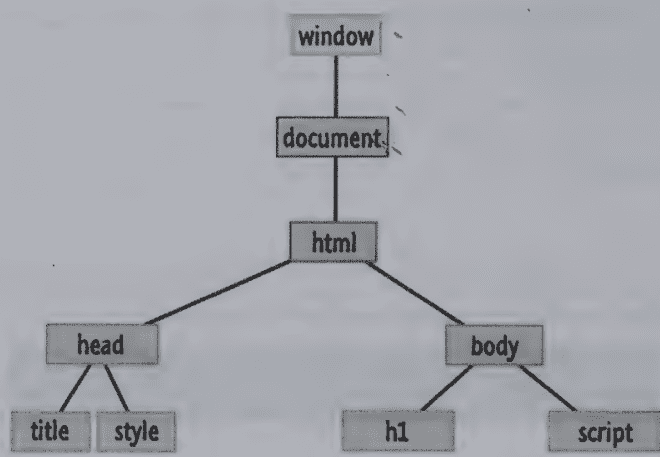 window
document
html
head
body
title
style
h1
script